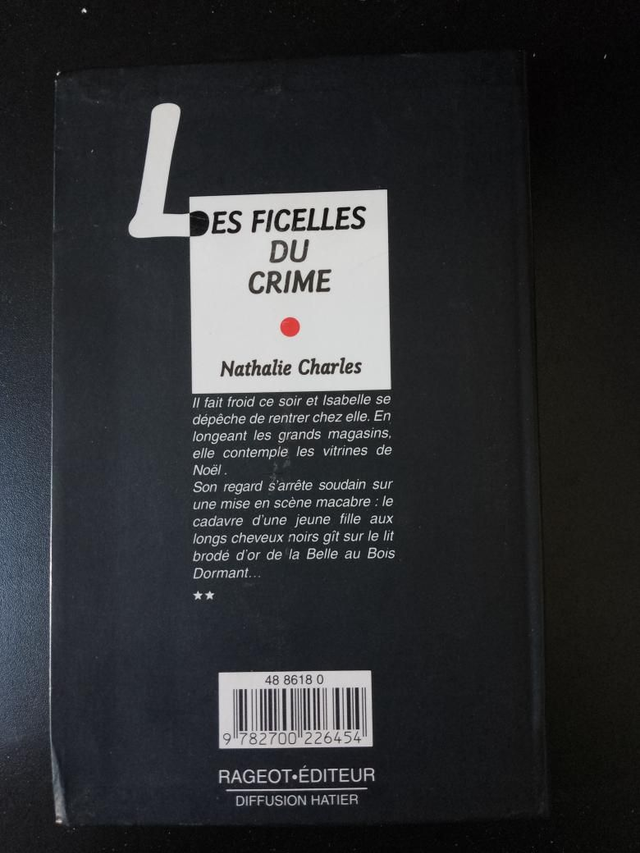 LES FICELLES
DU
CRIME
Nathalie Charles
Il fait froid ce soir et Isabelle se
dépêche de rentrer chez elle. En
longeant les grands magasins,
elle contemple les vitrines de
Noël .
Son regard s'arrête soudain sur
une mise en scène macabre : le
cadavre d'une jeune fille aux
longs cheveux noirs gît sur le lit
brodé d'or de la Belle au Bois
Dormant...
★★
48 8618 0
9 782700 226454
RAGEOT•ÉDITEUR
DIFFUSION HATIER